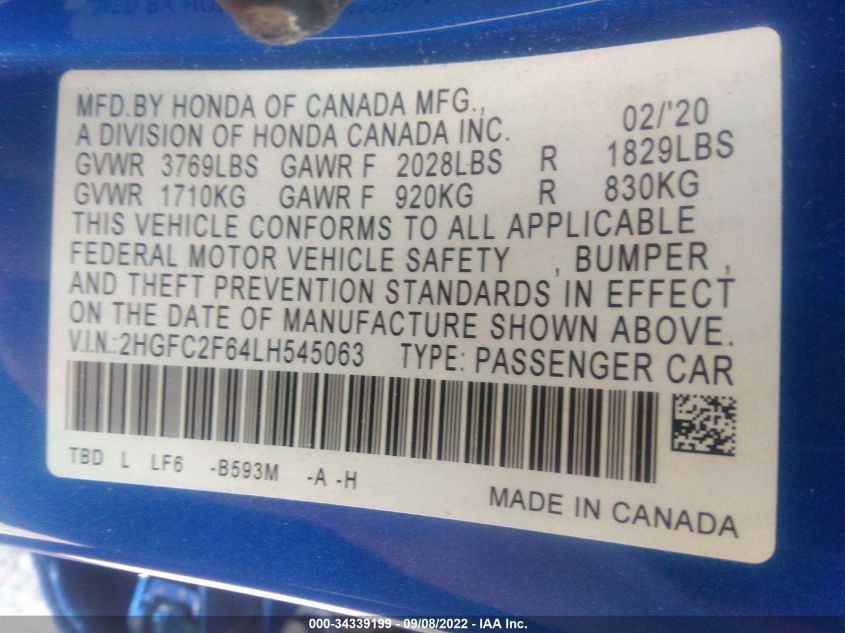 MFD.BY HONDA OF CANADA MFG., 02/'20
A DIVISION OF HONDA CANADA INC.
GVWR 3769LBS GAWR F 2028LBS R 1829LBS
GVWR 1710KG GAWR F 920KG R 830KG
THIS VEHICLE CONFORMS TO ALL APPLICABLE
FEDERAL MOTOR VEHICLE SAFETY , BUMPER ,
AND THEFT PREVENTION STANDARDS IN EFFECT
ON THE DATE OF MANUFACTURE SHOWN ABOVE.
V.I.N.:2HGFC2F64LH545063 TYPE: PASSENGER CAR
TBD L LF6 -B593M -A -H
MADE IN CANADA
000-34339199 - 09/08/2022 - IAA Inc.